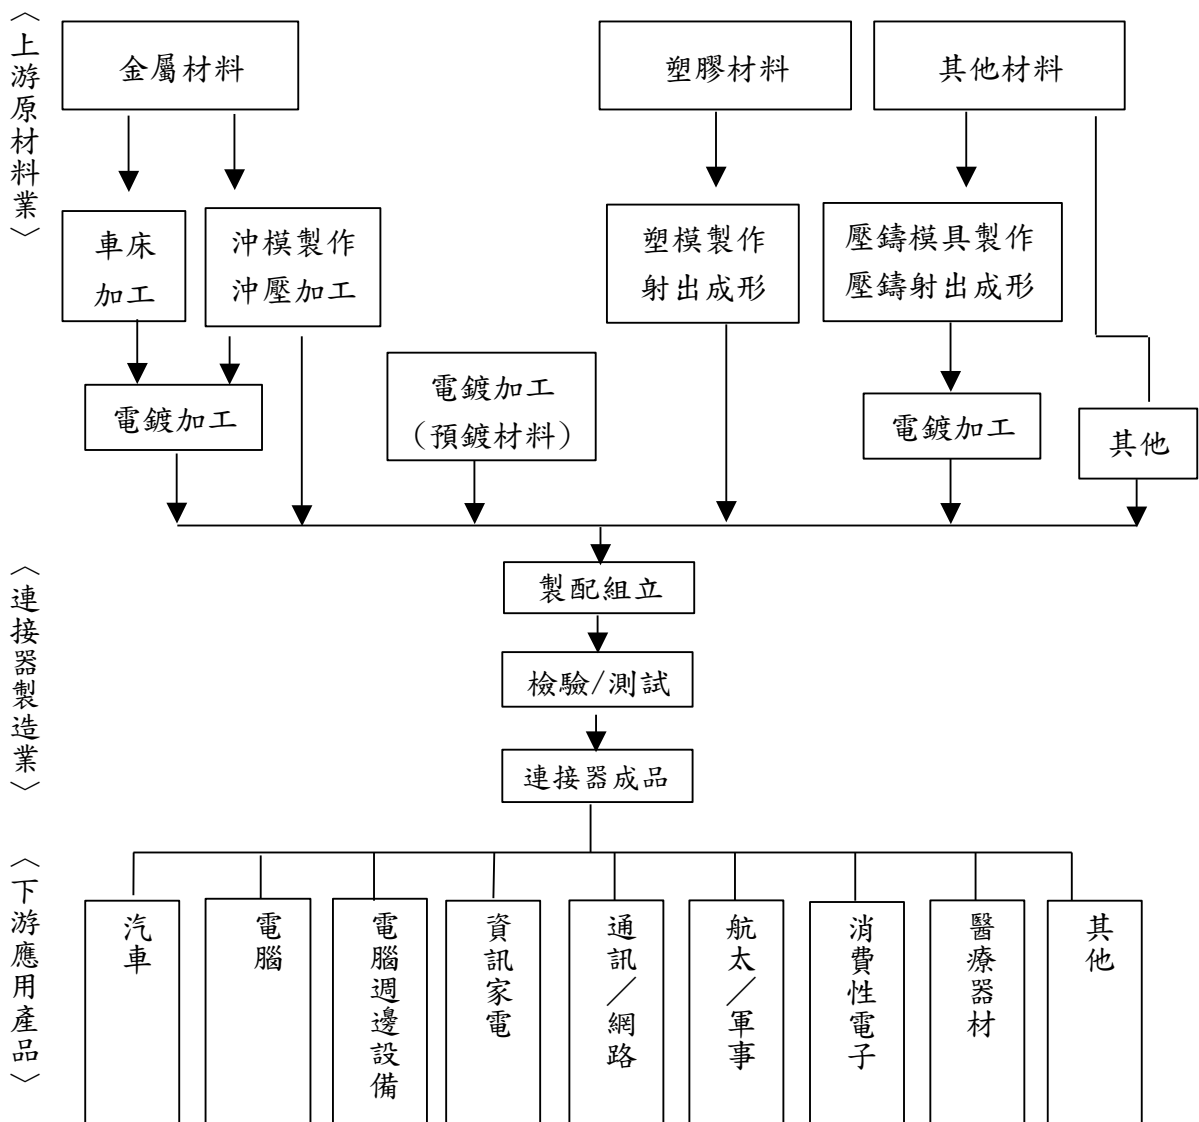 〈上游原材料業〉
金屬材料
塑膠材料
其他材料
車床
加工
沖模製作
沖壓加工
塑模製作
射出成形
壓鑄模具製作
壓鑄射出成形
電鍍加工
電鍍加工
（預鍍材料）
電鍍加工
其他
〈連接器製造業〉
製配組立
檢驗/測試
連接器成品
〈下游應用產品〉
汽車
電腦
電腦週邊設備
資訊家電
通訊／網路
航太／軍事
消費性電子
醫療器材
其他